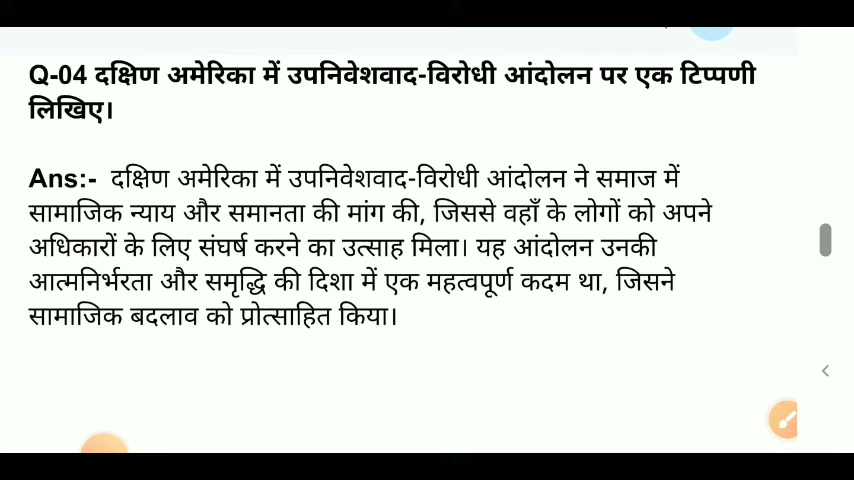 Q-04 दक्षिण अमेरिका में उपनिवेशवाद-विरोधी आंदोलन पर एक टिप्पणी
लिखिए।
Ans:- दक्षिण अमेरिका में उपनिवेशवाद-विरोधी आंदोलन ने समाज में
सामाजिक न्याय और समानता की मांग की, जिससे वहाँ के लोगों को अपने
अधिकारों के लिए संघर्ष करने का उत्साह मिला। यह आंदोलन उनकी
आत्मनिर्भरता और समृद्धि की दिशा में एक महत्वपूर्ण कदम था, जिसने
सामाजिक बदलाव को प्रोत्साहित किया।